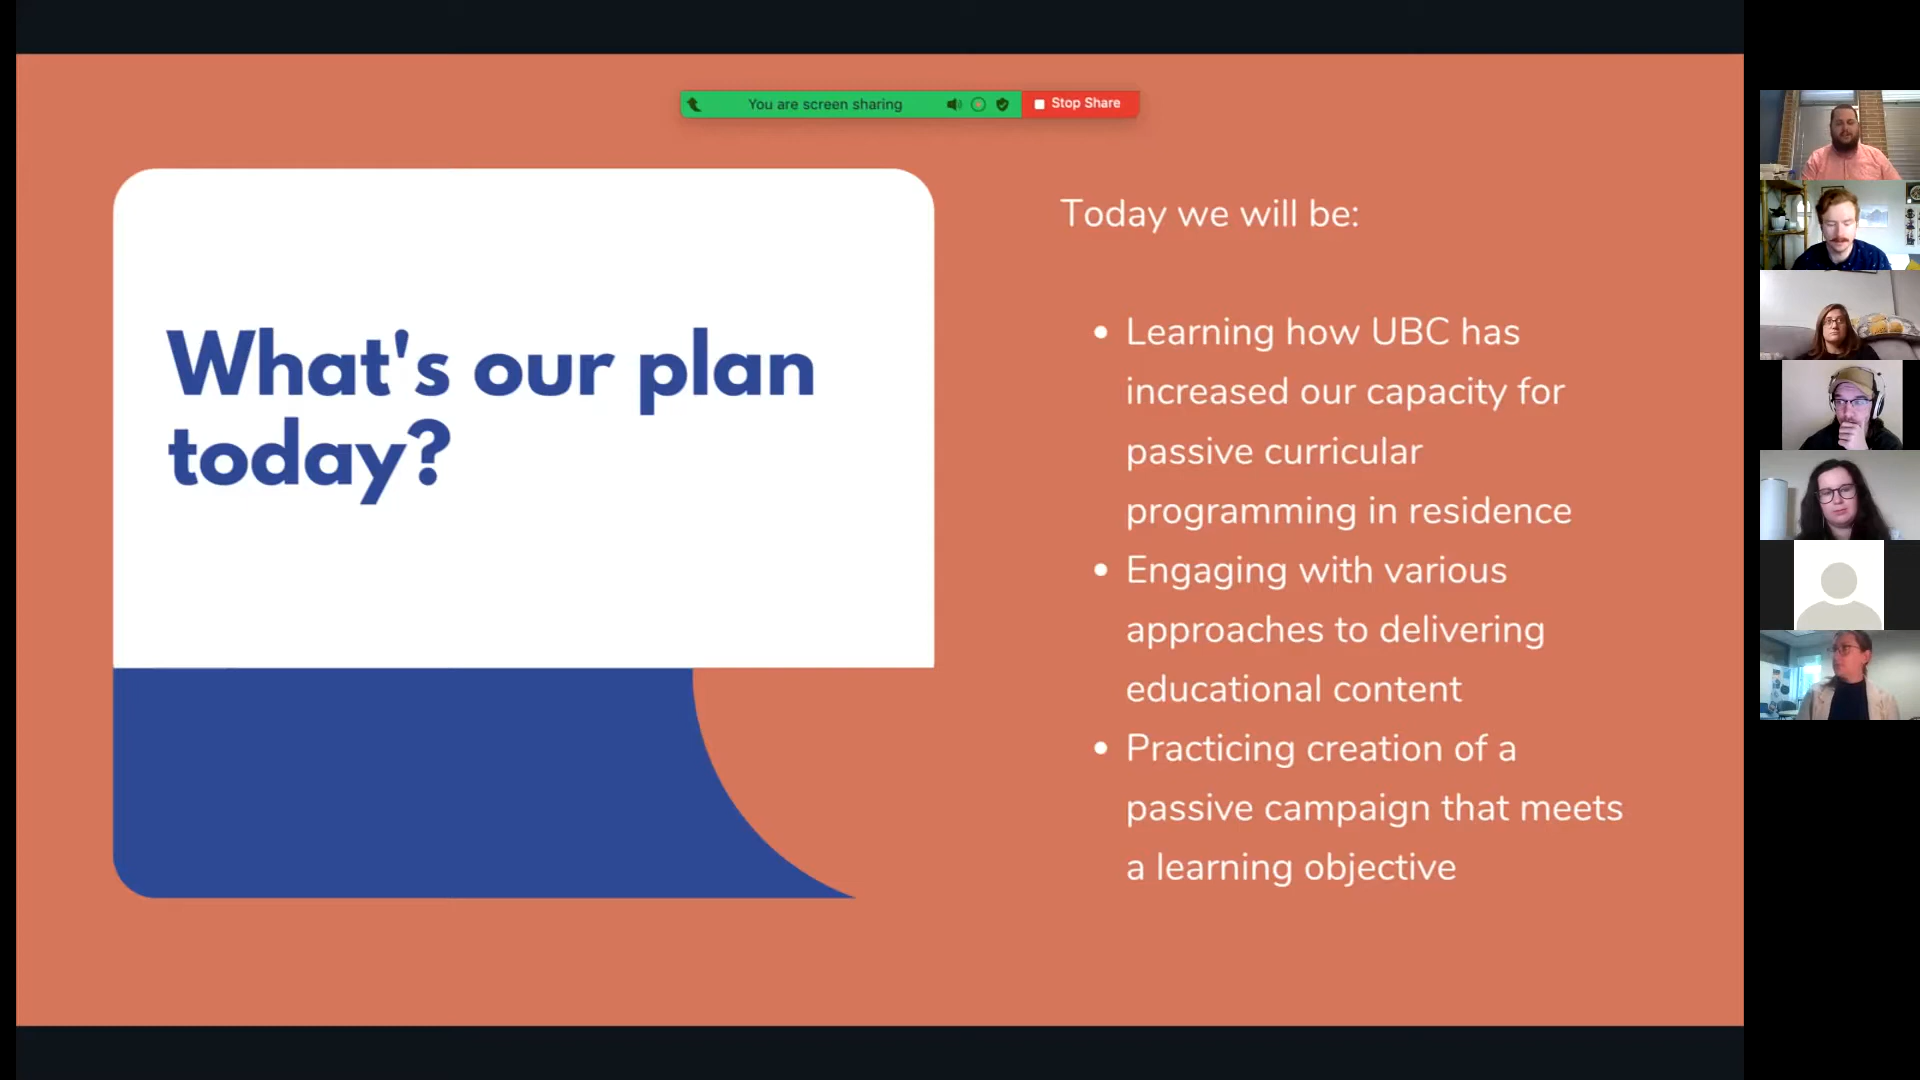 You are screen sharing
Stop Share
What's our plan
today?
Today we will be:
• Learning how UBC has
increased our capacity for
passive curricular
programming in residence
• Engaging with various
approaches to delivering
educational content
• Practicing creation of a
passive campaign that meets
a learning objective